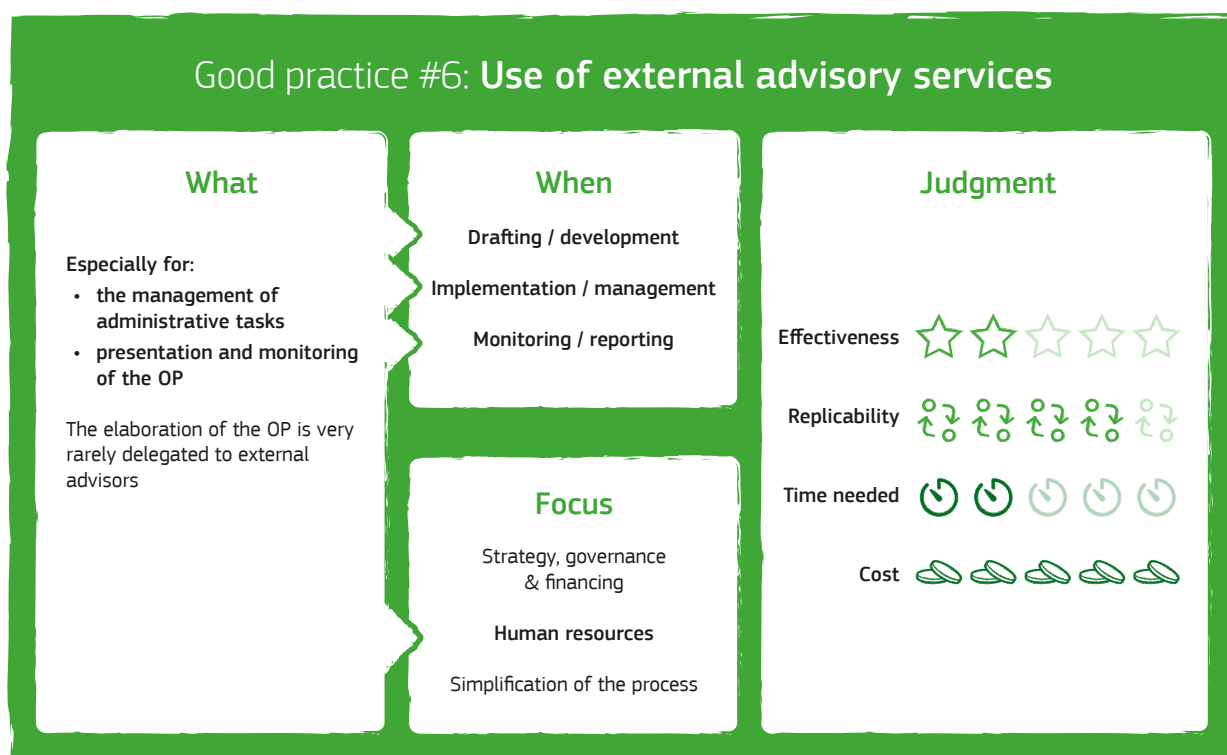 Good practice #6: Use of external advisory services
What
Especially for:
• the management of
administrative tasks
• presentation and monitoring
of the OP
The elaboration of the OP is very
rarely delegated to external
advisors
When
Drafting / development
Implementation / management
Monitoring / reporting
Focus
Strategy, governance
& financing
Human resources
Simplification of the process
Judgment
Effectiveness
Replicability
Time needed
Cost